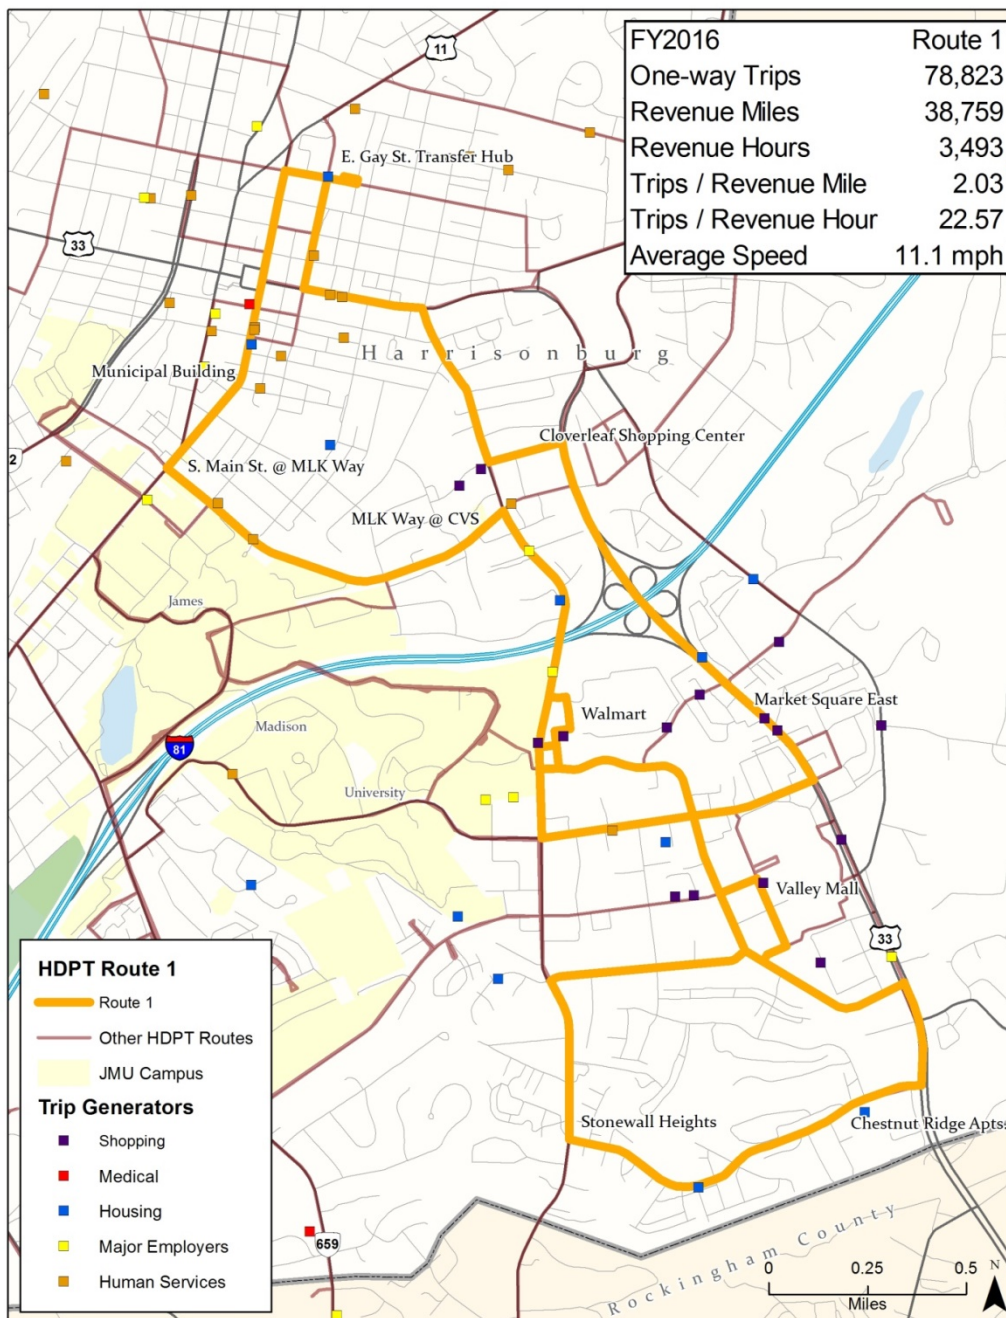 FY2016 Route 1
One-way Trips 78,823
Revenue Miles 38,759
Revenue Hours 3,493
Trips / Revenue Mile 2.03
Trips / Revenue Hour 22.57
Average Speed 11.1 mph
11
E. Gay St. Transfer Hub
33
Harrisonburg
Municipal Building
Cloverleaf Shopping Center
2
S. Main St. @ MLK Way
MLK Way @ CVS
James
Market Square East
Walmart
Madison
81
University
Valley Mall
33
HDPT Route 1
Route 1
Other HDPT Routes
JMU Campus
Trip Generators
Shopping
Medical
Housing
Major Employers
Human Services
Stonewall Heights
Chestnut Ridge Aptss
659
Rockingham County
0 0.25 0.5
Miles
N